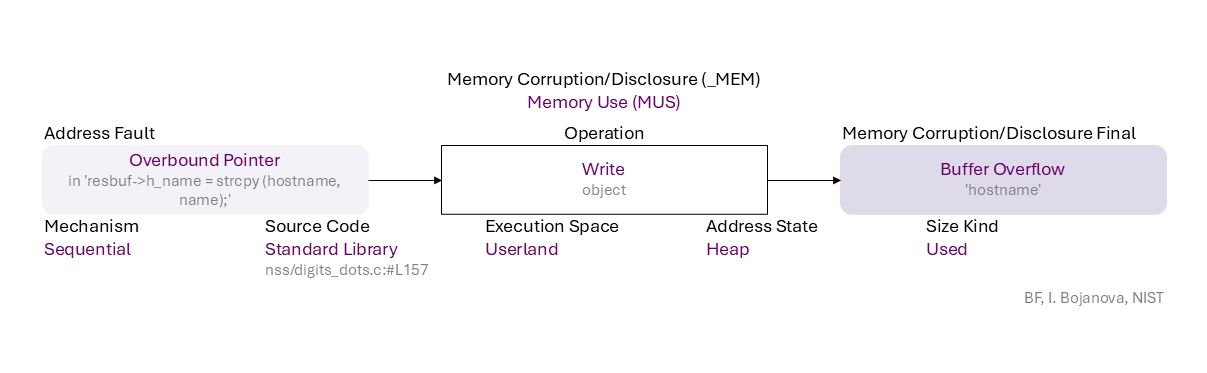 Memory Corruption/Disclosure (_MEM)
Memory Use (MUS)
Address Fault
Operation
Memory Corruption/Disclosure Final
Overbound Pointer
in 'resbuf->h_name = strcpy (hostname,
name);'
Write
object
Buffer Overflow
'hostname'
Mechanism
Sequential
Source Code
Standard Library
nss/digits_dots.c:#L157
Execution Space
Userland
Address State
Heap
Size Kind
Used
BF, I. Bojanova, NIST